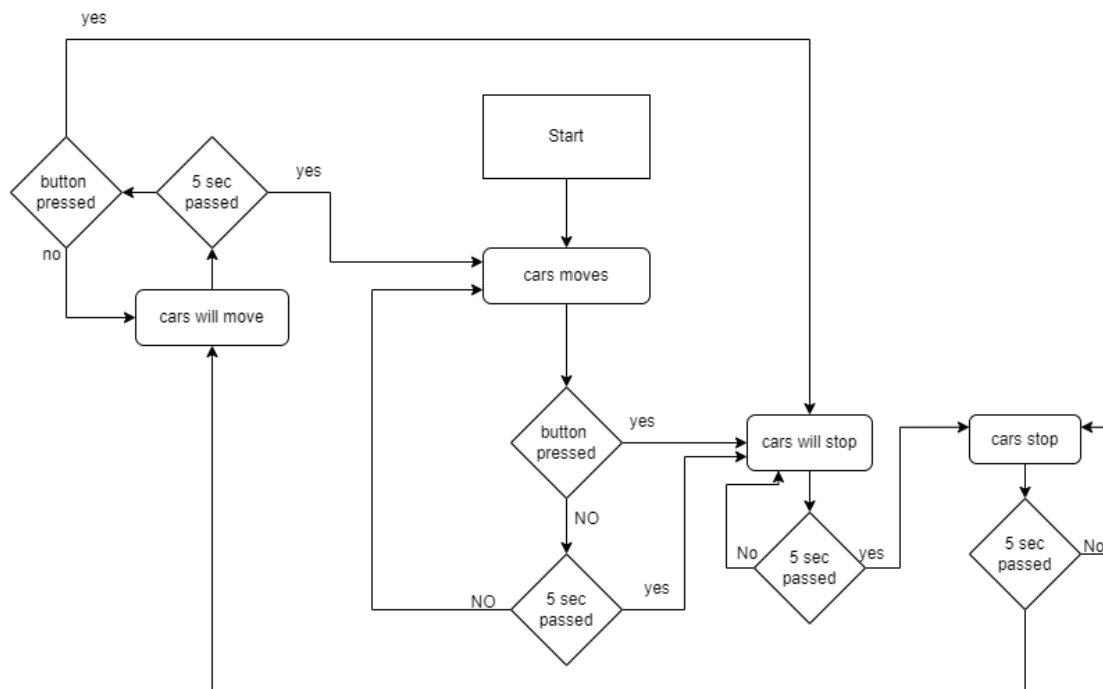 yes
Start
button
pressed
5 sec
passed
yes
no
cars moves
cars will move
button
pressed
yes
cars will stop
cars stop
NO
No
5 sec
passed
yes
5 sec
passed
No
NO
5 sec
passed
yes